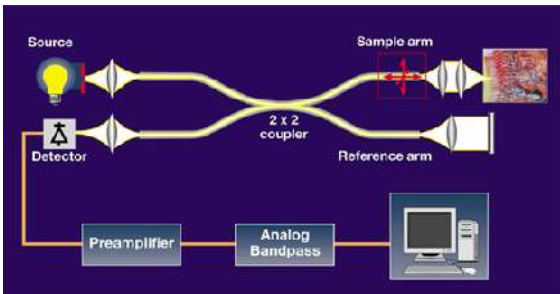 Source
Sample arm
2 x 2
coupler
Detector
Reference arm
Preamplifier
Analog
Bandpass